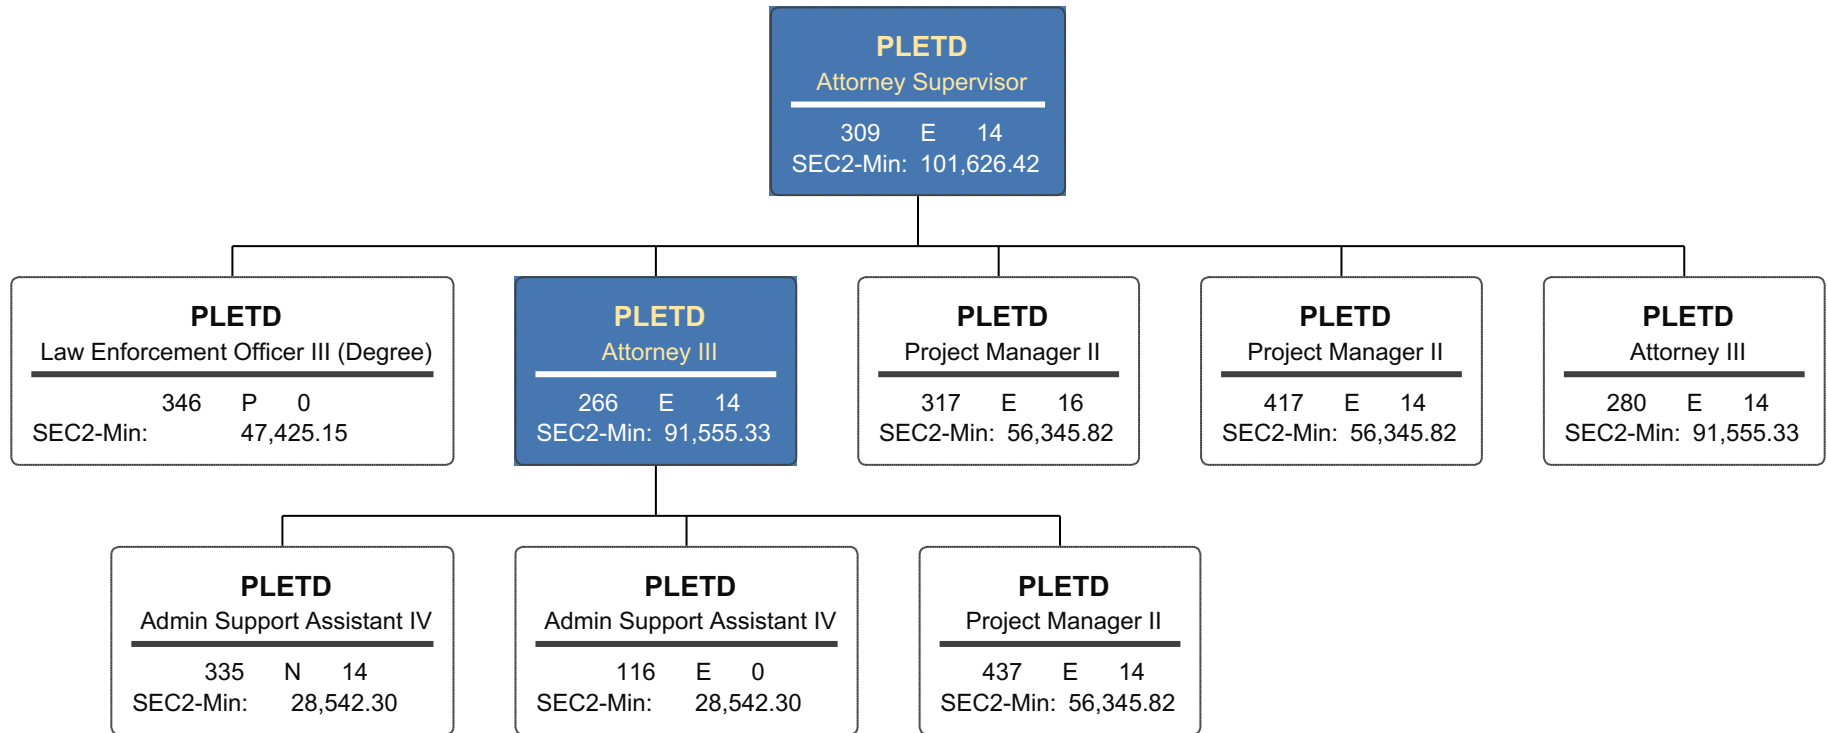 PLETD
Attorney Supervisor
309 E 14
SEC2-Min: 101,626.42
PLETD
Law Enforcement Officer III (Degree)
346 P 0
SEC2-Min: 47,425.15
PLETD
Attorney III
266 E 14
SEC2-Min: 91,555.33
PLETD
Project Manager II
317 E 16
SEC2-Min: 56,345.82
PLETD
Project Manager II
417 E 14
SEC2-Min: 56,345.82
PLETD
Attorney III
280 E 14
SEC2-Min: 91,555.33
PLETD
Admin Support Assistant IV
335 N 14
SEC2-Min: 28,542.30
PLETD
Admin Support Assistant IV
116 E 0
SEC2-Min: 28,542.30
PLETD
Project Manager II
437 E 14
SEC2-Min: 56,345.82